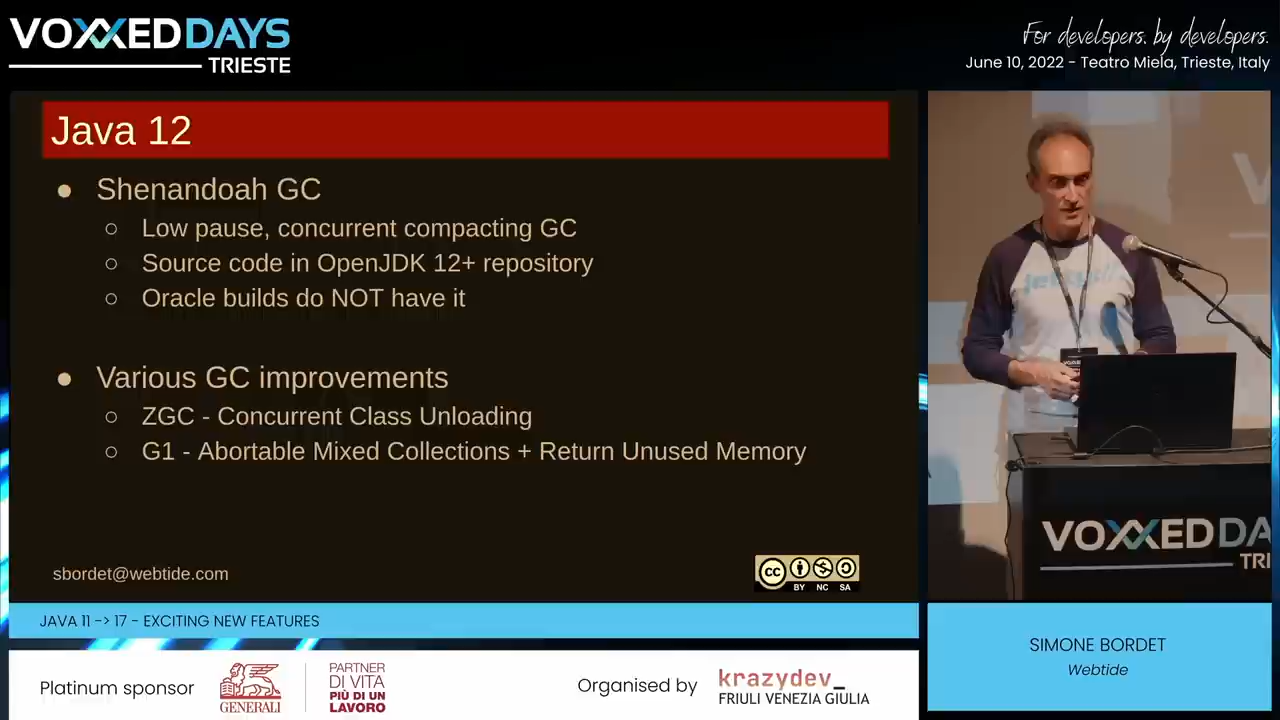 VOXXEDDAYS
TRIESTE
For developers. by developers.
June 10, 2022 - Teatro Miela, Trieste, Italy
Java 12
● Shenandoah GC
○ Low pause, concurrent compacting GC
○ Source code in OpenJDK 12+ repository
○ Oracle builds do NOT have it
● Various GC improvements
○ ZGC - Concurrent Class Unloading
○ G1 - Abortable Mixed Collections + Return Unused Memory
sbordet@webtide.com
CC BY NC SA
JAVA 11 -> 17 - EXCITING NEW FEATURES
VOXXEDDA
TRI
SIMONE BORDET
Webtide
Platinum sponsor
GENERALI
PARTNER
DI VITA
PIÙ DI UN
LAVORO
Organised by
krazydev_
FRIULI VENEZIA GIULIA